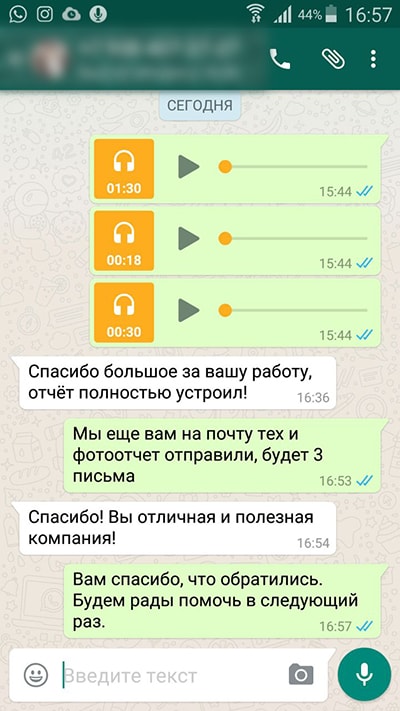 44% 16:57
СЕГОДНЯ
01:30
15:44
00:18
15:44
00:30
15:44
Спасибо большое за вашу работу,
отчёт полностью устроил!
16:36
Мы еще вам на почту тех и
фотоотчет отправили, будет 3
письма
16:53
Спасибо! Вы отличная и полезная
компания!
16:54
Вам спасибо, что обратились.
Будем рады помочь в следующий
раз.
16:57
Введите текст